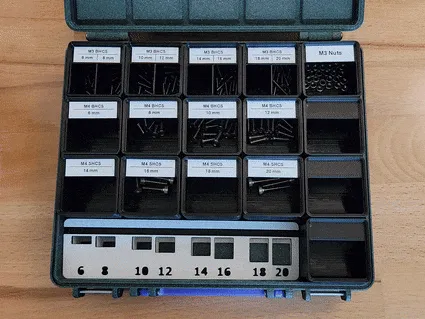 M3 BHCS M3 BHCS M3 BHCS M3 BHCS M3 Nuts
6 mm 8 mm 10 mm 12 mm 14 mm 16 mm 18 mm 20 mm
M4 BHCS M4 BHCS M4 BHCS M4 BHCS
6 mm 8 mm 10 mm 12 mm
M4 SHCS M4 SHCS M4 SHCS M4 SHCS
14 mm 16 mm 18 mm 20 mm
6 8 10 12 14 16 18 20